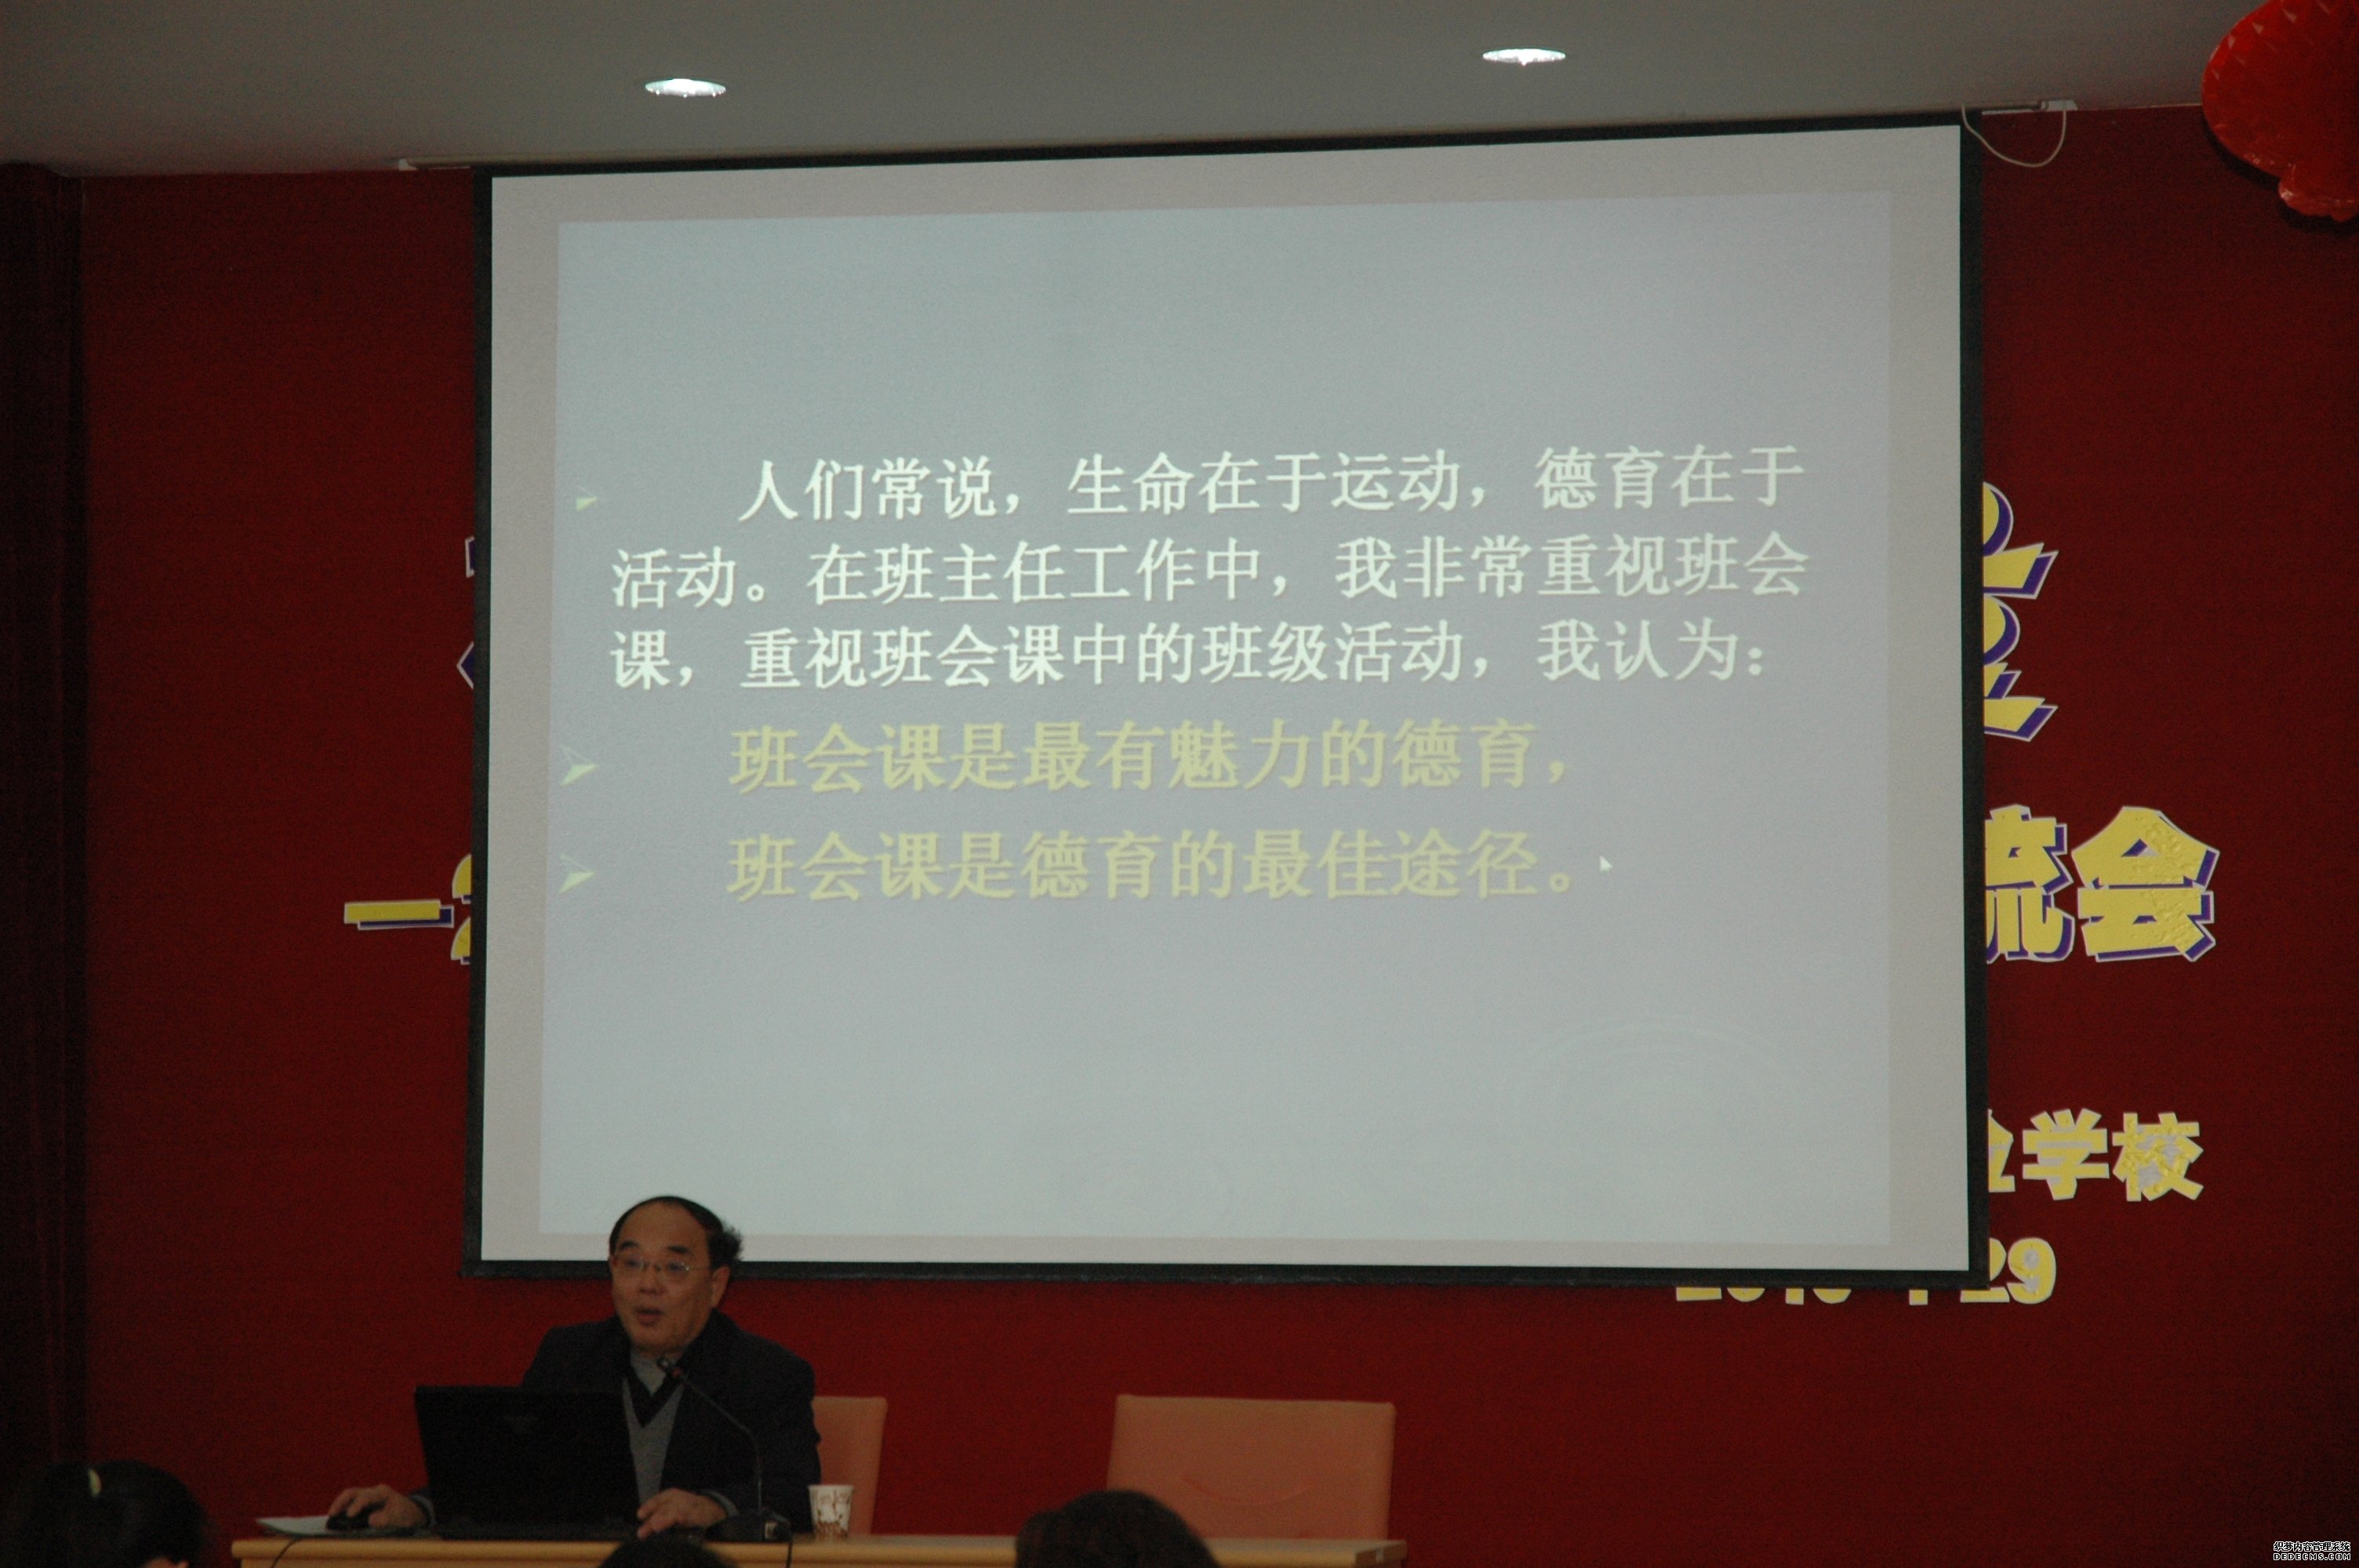 人们常说，生命在于运动，德育在于
活动。在班主任工作中，我非常重视班会
课，重视班会课中的班级活动，我认为：
班会课是最有魅力的德育，
班会课是德育的最佳途径。
一
流会
学校
29
织梦内容管理系统
DEDECMS.COM